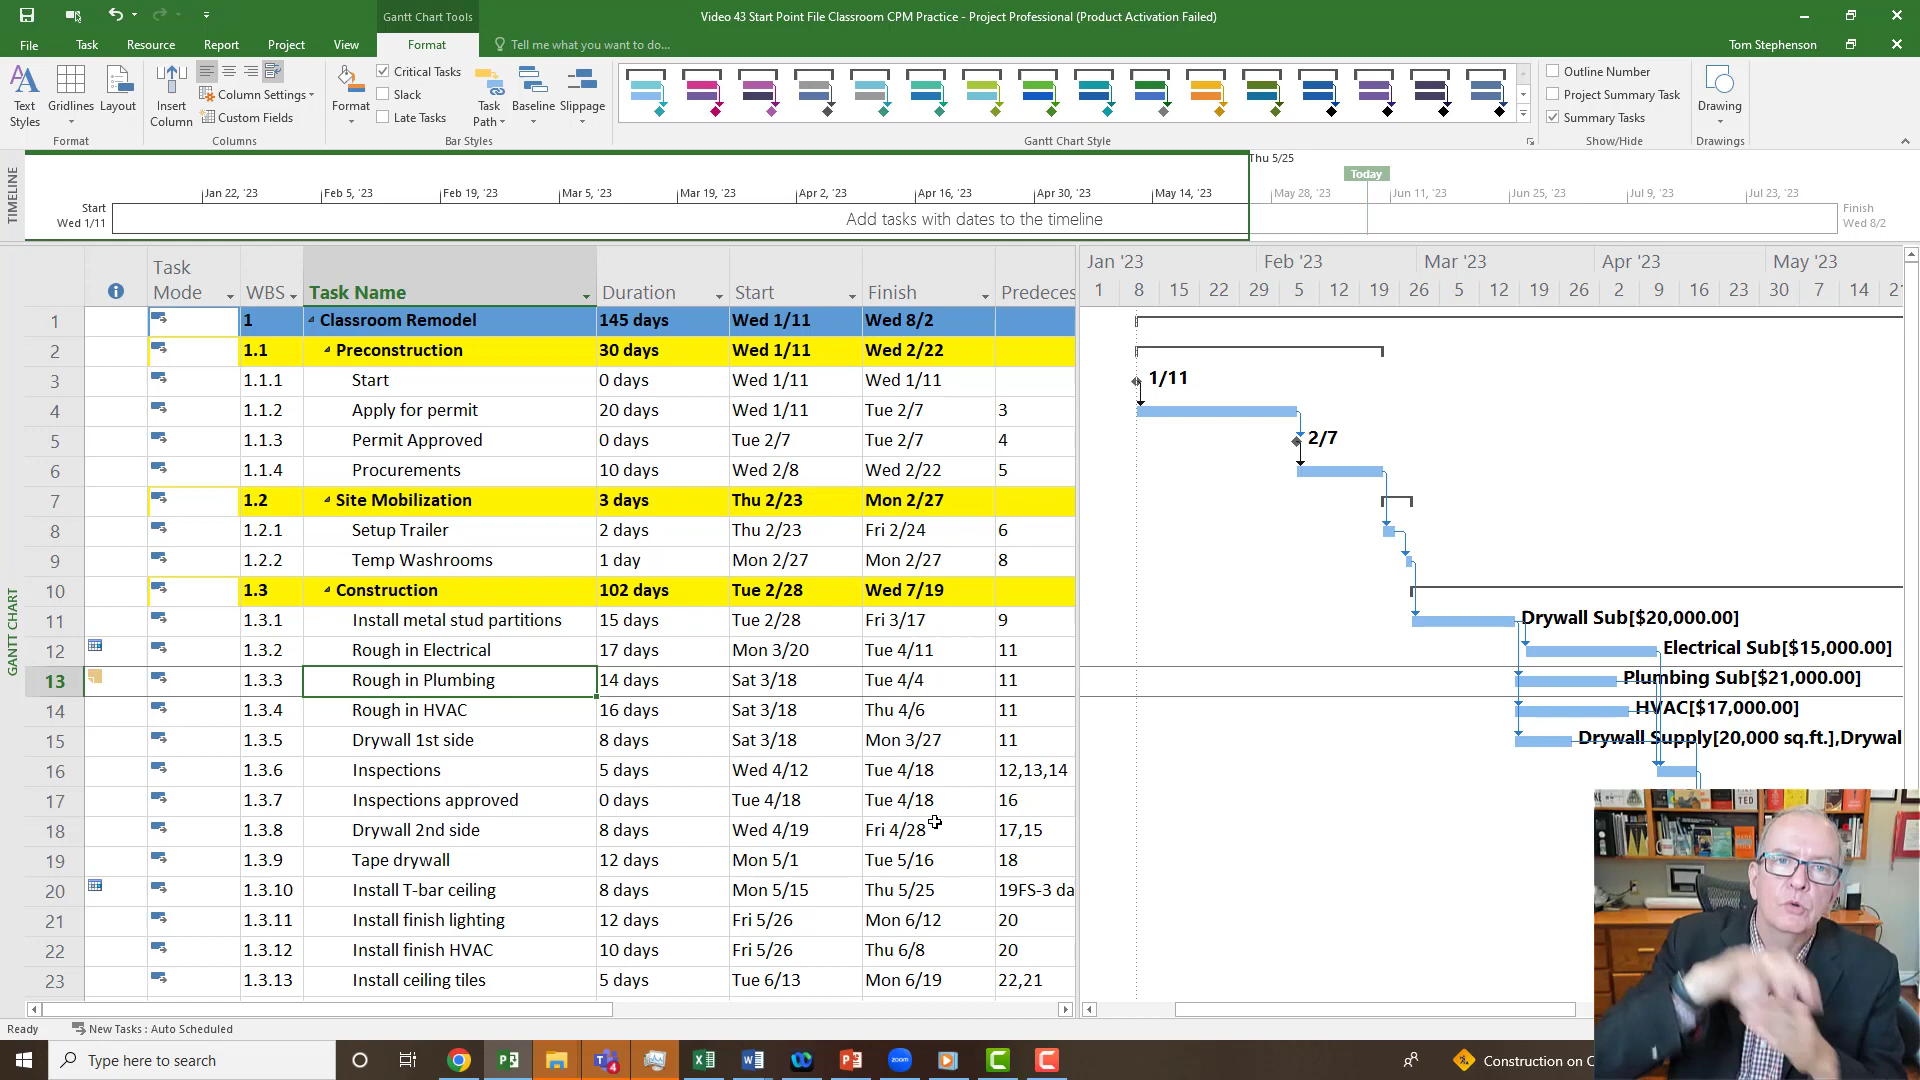 Gantt Chart Tools
Video 43 Start Point File Classroom CPM Practice - Project Professional (Product Activation Failed)
File Task Resource Report Project View Format Tell me what you want to do... Tom Stephenson
Text Styles
Gridlines
Layout
Format
Insert Column
Column Settings
Custom Fields
Columns
Format
Critical Tasks
Slack
Late Tasks
Task Path
Baseline
Slippage
Bar Styles
Gantt Chart Style
Outline Number
Project Summary Task
Summary Tasks
Show/Hide
Drawing
Drawings
TIMELINE
Thu 5/25
Today
Jan 22, '23 Feb 5, '23 Feb 19, '23 Mar 5, '23 Mar 19, '23 Apr 2, '23 Apr 16, '23 Apr 30, '23 May 14, '23 May 28, '23 Jun 11, '23 Jun 25, '23 Jul 9, '23 Jul 23, '23
Start
Wed 1/11
Add tasks with dates to the timeline
Finish
Wed 8/2
GANTT CHART
Task Mode WBS Task Name Duration Start Finish Predeces
Jan '23 Feb '23 Mar '23 Apr '23 May '23
1 8 15 22 29 5 12 19 26 5 12 19 26 2 9 16 23 30 7 14 21
1 1 Classroom Remodel 145 days Wed 1/11 Wed 8/2
2 1.1 Preconstruction 30 days Wed 1/11 Wed 2/22
3 1.1.1 Start 0 days Wed 1/11 Wed 1/11
4 1.1.2 Apply for permit 20 days Wed 1/11 Tue 2/7 3
5 1.1.3 Permit Approved 0 days Tue 2/7 Tue 2/7 4
6 1.1.4 Procurements 10 days Wed 2/8 Wed 2/22 5
7 1.2 Site Mobilization 3 days Thu 2/23 Mon 2/27
8 1.2.1 Setup Trailer 2 days Thu 2/23 Fri 2/24 6
9 1.2.2 Temp Washrooms 1 day Mon 2/27 Mon 2/27 8
10 1.3 Construction 102 days Tue 2/28 Wed 7/19
11 1.3.1 Install metal stud partitions 15 days Tue 2/28 Fri 3/17 9
12 1.3.2 Rough in Electrical 17 days Mon 3/20 Tue 4/11 11
13 1.3.3 Rough in Plumbing 14 days Sat 3/18 Tue 4/4 11
14 1.3.4 Rough in HVAC 16 days Sat 3/18 Thu 4/6 11
15 1.3.5 Drywall 1st side 8 days Sat 3/18 Mon 3/27 11
16 1.3.6 Inspections 5 days Wed 4/12 Tue 4/18 12,13,14
17 1.3.7 Inspections approved 0 days Tue 4/18 Tue 4/18 16
18 1.3.8 Drywall 2nd side 8 days Wed 4/19 Fri 4/28 17,15
19 1.3.9 Tape drywall 12 days Mon 5/1 Tue 5/16 18
20 1.3.10 Install T-bar ceiling 8 days Mon 5/15 Thu 5/25 19FS-3 da
21 1.3.11 Install finish lighting 12 days Fri 5/26 Mon 6/12 20
22 1.3.12 Install finish HVAC 10 days Fri 5/26 Thu 6/8 20
23 1.3.13 Install ceiling tiles 5 days Tue 6/13 Mon 6/19 22,21
1/11
2/7
Drywall Sub[$20,000.00]
Electrical Sub[$15,000.00]
Plumbing Sub[$21,000.00]
HVAC[$17,000.00]
Drywall Supply[20,000 sq.ft.],Drywal
TED
Ready New Tasks : Auto Scheduled
Type here to search
4
zoom
Construction on C